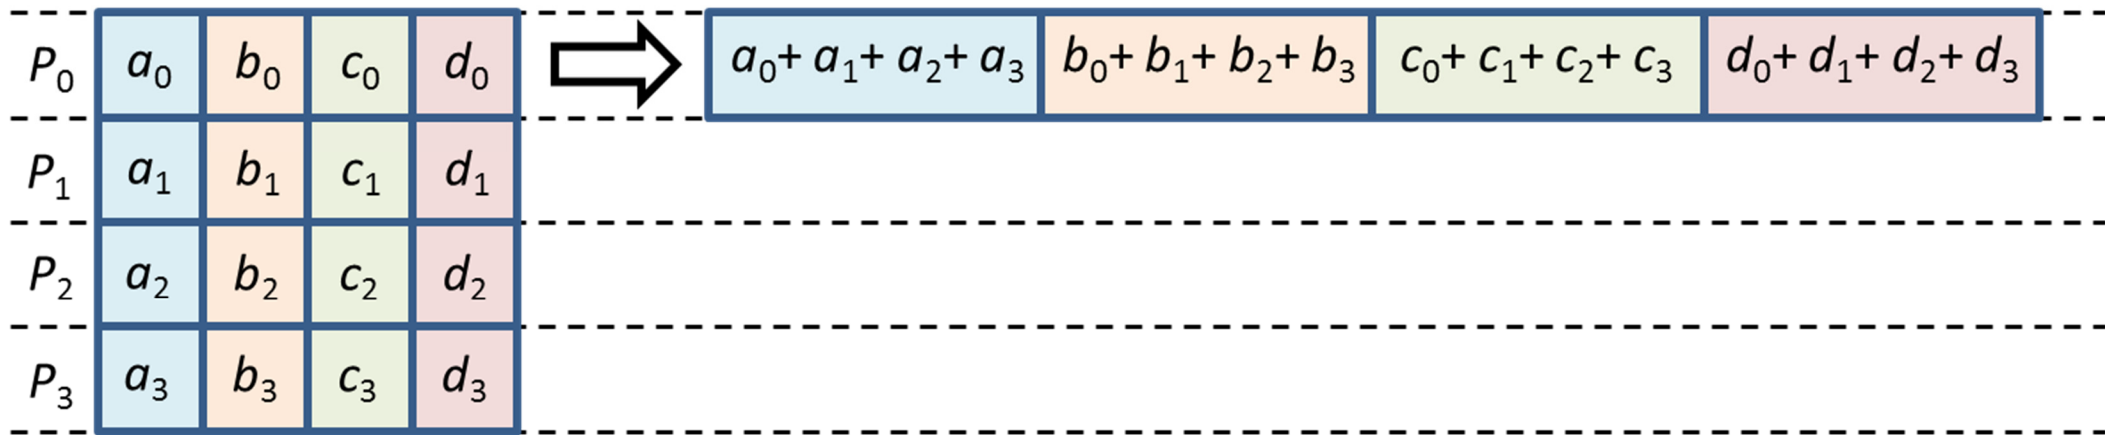 P₀ a₀ b₀ c₀ d₀ a₀+ a₁+ a₂+ a₃ b₀+ b₁+ b₂+ b₃ c₀+ c₁+ c₂+ c₃ d₀+ d₁+ d₂+ d₃
P₁ a₁ b₁ c₁ d₁
P₂ a₂ b₂ c₂ d₂
P₃ a₃ b₃ c₃ d₃